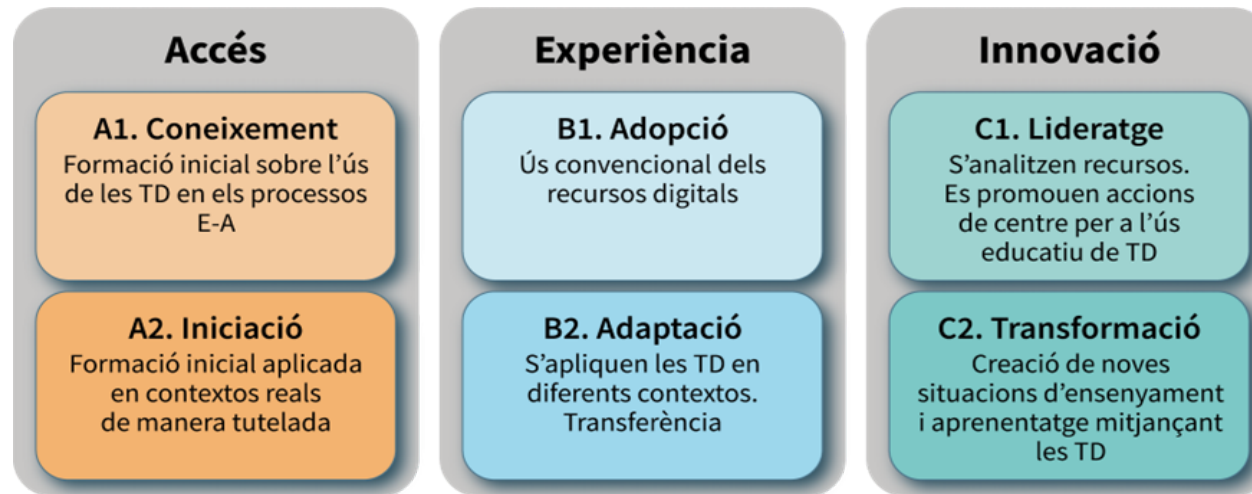 Accés
A1. Coneixement
Formació inicial sobre l’ús
de les TD en els processos
E-A
A2. Iniciació
Formació inicial aplicada
en contextos reals
de manera tutelada
Experiència
B1. Adopció
Ús convencional dels
recursos digitals
B2. Adaptació
S’apliquen les TD en
diferents contextos.
Transferència
Innovació
C1. Lideratge
S’analitzen recursos.
Es promouen accions
de centre per a l’ús
educatiu de TD
C2. Transformació
Creació de noves
situacions d’ensenyament
i aprenentatge mitjançant
les TD